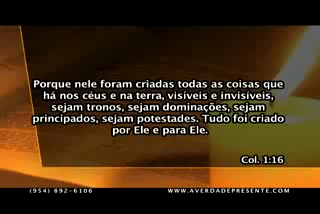 Porque nele foram criadas todas as coisas que
há nos céus e na terra, visíveis e invisíveis,
sejam tronos, sejam dominações, sejam
principados, sejam potestades. Tudo foi criado
por Ele e para Ele.
Col. 1:16
(954) 892-6106
WWW.AVERDADEPRESENTE.COM